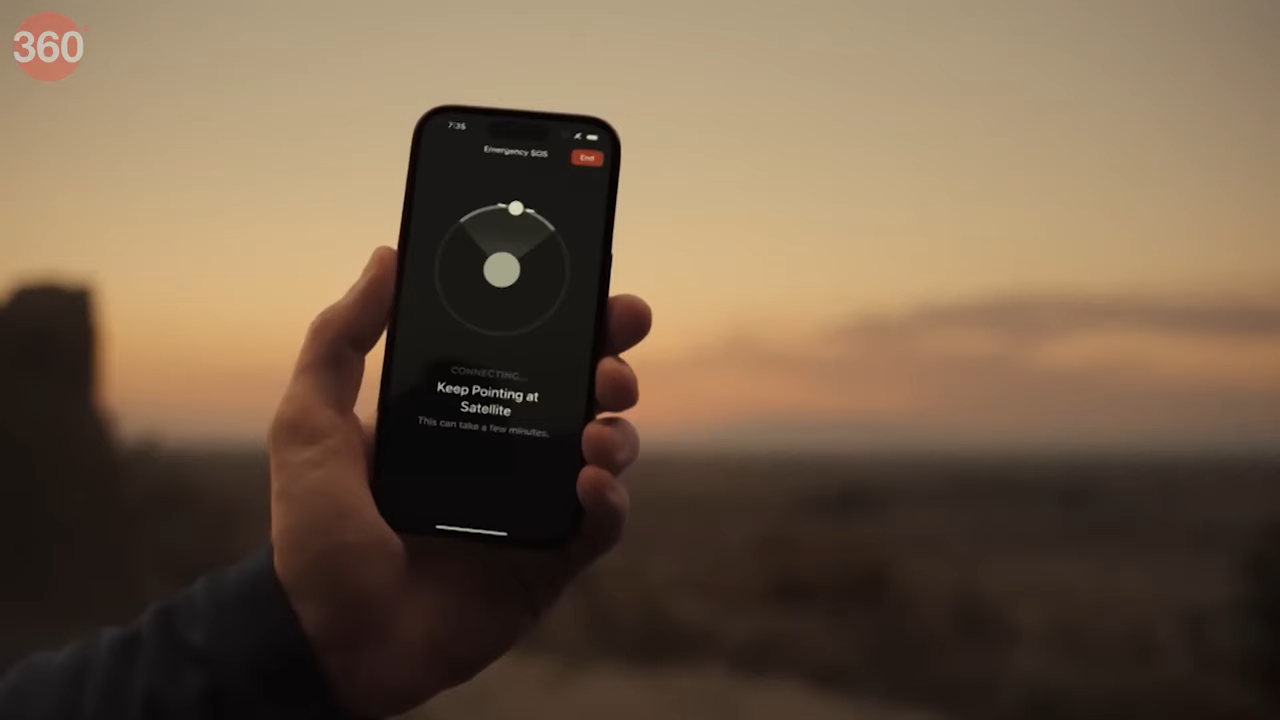 360
7:35
Emergency SOS
End
CONNECTING...
Keep Pointing at
Satellite
This can take a few minutes.